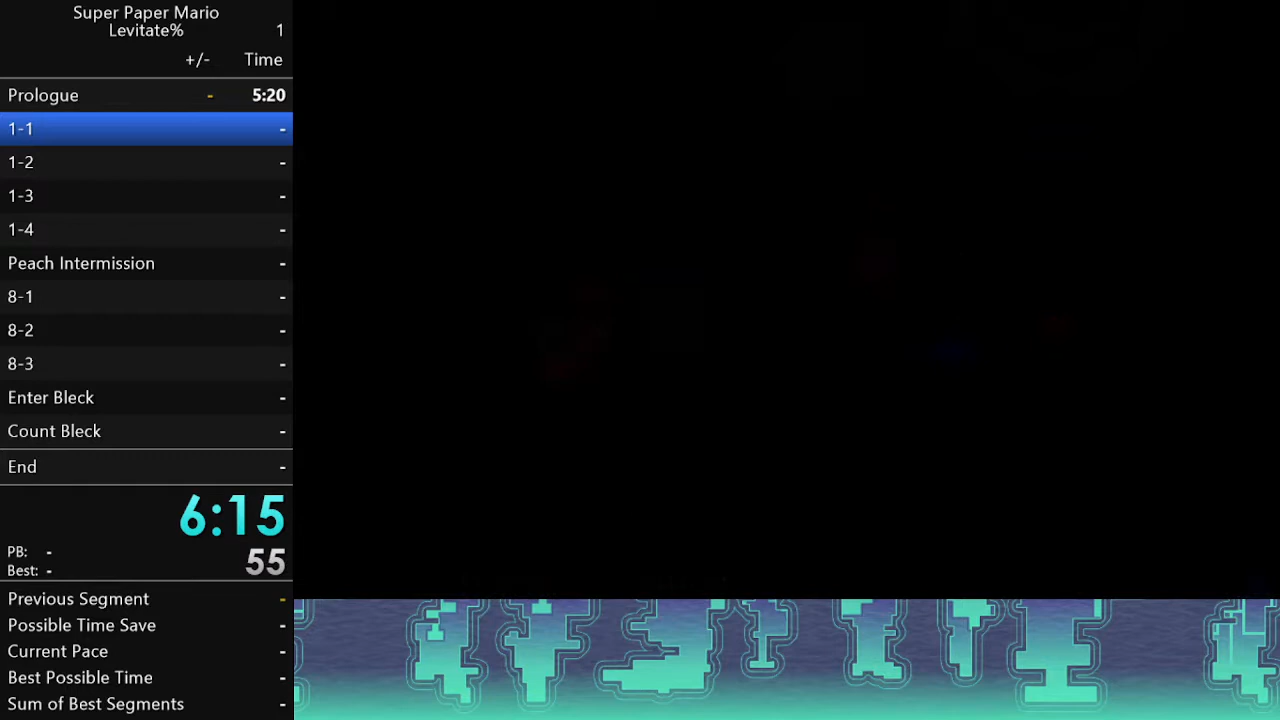 Super Paper Mario
Levitate% 1
+/- Time
Prologue - 5:20
1-1 -
1-2 -
1-3 -
1-4 -
Peach Intermission -
8-1 -
8-2 -
8-3 -
Enter Bleck -
Count Bleck -
End -
6:15
PB: - 55
Best: -
Previous Segment -
Possible Time Save -
Current Pace -
Best Possible Time -
Sum of Best Segments -